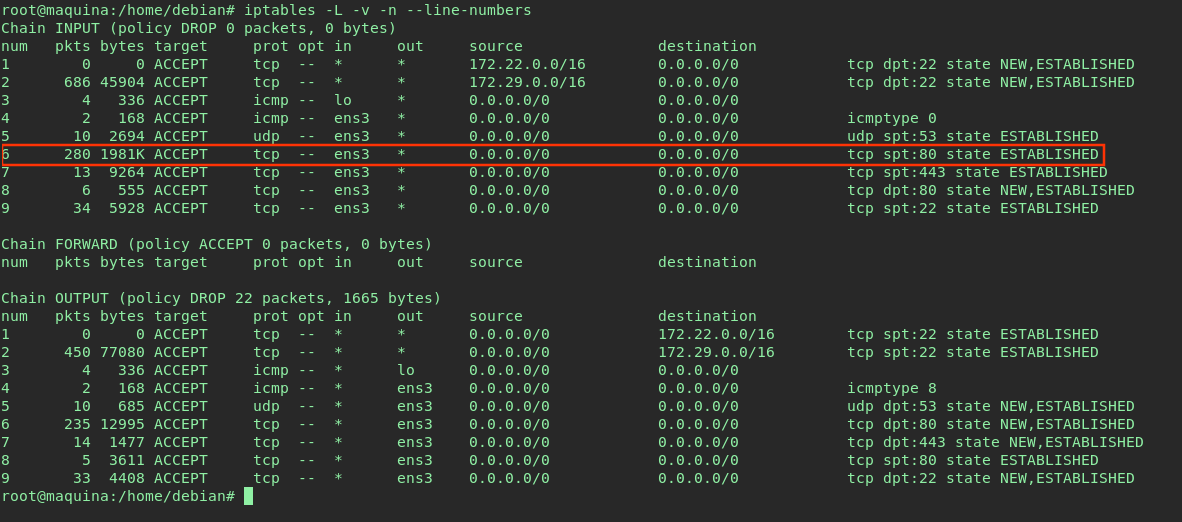 root@maquina:/home/debian# iptables -L -v -n --line-numbers
Chain INPUT (policy DROP 0 packets, 0 bytes)
num   pkts bytes target     prot opt in     out     source               destination
1        0     0 ACCEPT     tcp  --  *      *       172.22.0.0/16        0.0.0.0/0            tcp dpt:22 state NEW,ESTABLISHED
2      686 45904 ACCEPT     tcp  --  *      *       172.29.0.0/16        0.0.0.0/0            tcp dpt:22 state NEW,ESTABLISHED
3        4   336 ACCEPT     icmp --  lo     *       0.0.0.0/0            0.0.0.0/0
4        2   168 ACCEPT     icmp --  ens3   *       0.0.0.0/0            0.0.0.0/0            icmptype 0
5       10  2694 ACCEPT     udp  --  ens3   *       0.0.0.0/0            0.0.0.0/0            udp spt:53 state ESTABLISHED
6      280 1981K ACCEPT     tcp  --  ens3   *       0.0.0.0/0            0.0.0.0/0            tcp spt:80 state ESTABLISHED
7       13  9264 ACCEPT     tcp  --  ens3   *       0.0.0.0/0            0.0.0.0/0            tcp spt:443 state ESTABLISHED
8        6   555 ACCEPT     tcp  --  ens3   *       0.0.0.0/0            0.0.0.0/0            tcp dpt:80 state NEW,ESTABLISHED
9       34  5928 ACCEPT     tcp  --  ens3   *       0.0.0.0/0            0.0.0.0/0            tcp spt:22 state ESTABLISHED
Chain FORWARD (policy ACCEPT 0 packets, 0 bytes)
num   pkts bytes target     prot opt in     out     source               destination
Chain OUTPUT (policy DROP 22 packets, 1665 bytes)
num   pkts bytes target     prot opt in     out     source               destination
1        0     0 ACCEPT     tcp  --  *      *       0.0.0.0/0            172.22.0.0/16        tcp spt:22 state ESTABLISHED
2      450 77080 ACCEPT     tcp  --  *      *       0.0.0.0/0            172.29.0.0/16        tcp spt:22 state ESTABLISHED
3        4   336 ACCEPT     icmp --  *      lo      0.0.0.0/0            0.0.0.0/0
4        2   168 ACCEPT     icmp --  *      ens3    0.0.0.0/0            0.0.0.0/0            icmptype 8
5       10   685 ACCEPT     udp  --  *      ens3    0.0.0.0/0            0.0.0.0/0            udp dpt:53 state NEW,ESTABLISHED
6      235 12995 ACCEPT     tcp  --  *      ens3    0.0.0.0/0            0.0.0.0/0            tcp dpt:80 state NEW,ESTABLISHED
7       14  1477 ACCEPT     tcp  --  *      ens3    0.0.0.0/0            0.0.0.0/0            tcp dpt:443 state NEW,ESTABLISHED
8        5  3611 ACCEPT     tcp  --  *      ens3    0.0.0.0/0            0.0.0.0/0            tcp spt:80 state ESTABLISHED
9       33  4408 ACCEPT     tcp  --  *      ens3    0.0.0.0/0            0.0.0.0/0            tcp dpt:22 state NEW,ESTABLISHED
root@maquina:/home/debian#